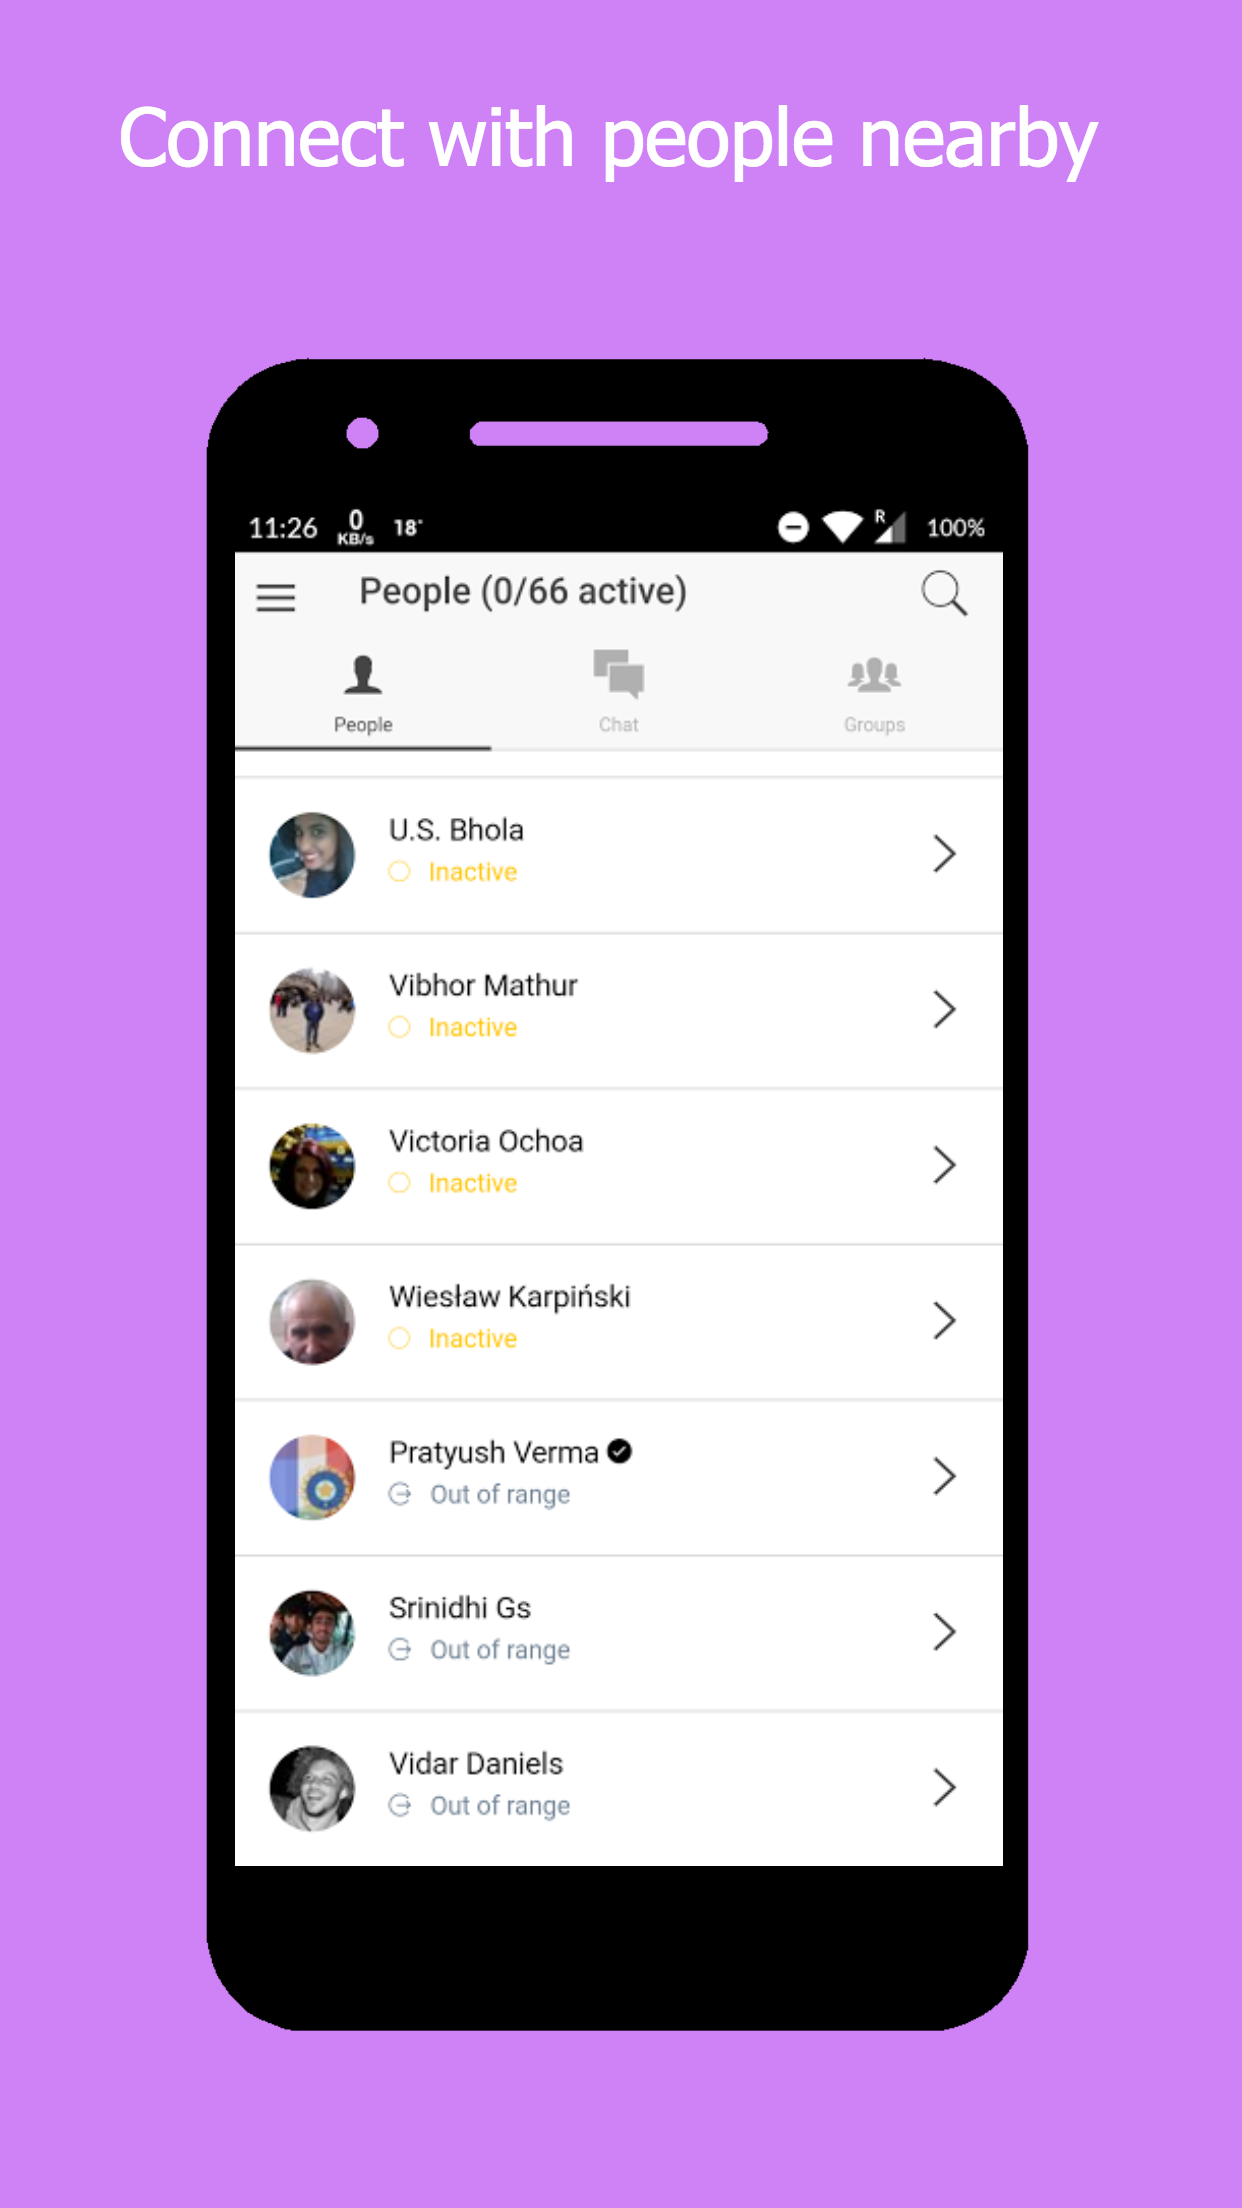 Connect with people nearby
11:26 0 KB/s 18° R 100%
People (0/66 active)
People Chat Groups
U.S. Bhola
Inactive
Vibhor Mathur
Inactive
Victoria Ochoa
Inactive
Wiesław Karpiński
Inactive
Pratyush Verma
Out of range
Srinidhi Gs
Out of range
Vidar Daniels
Out of range